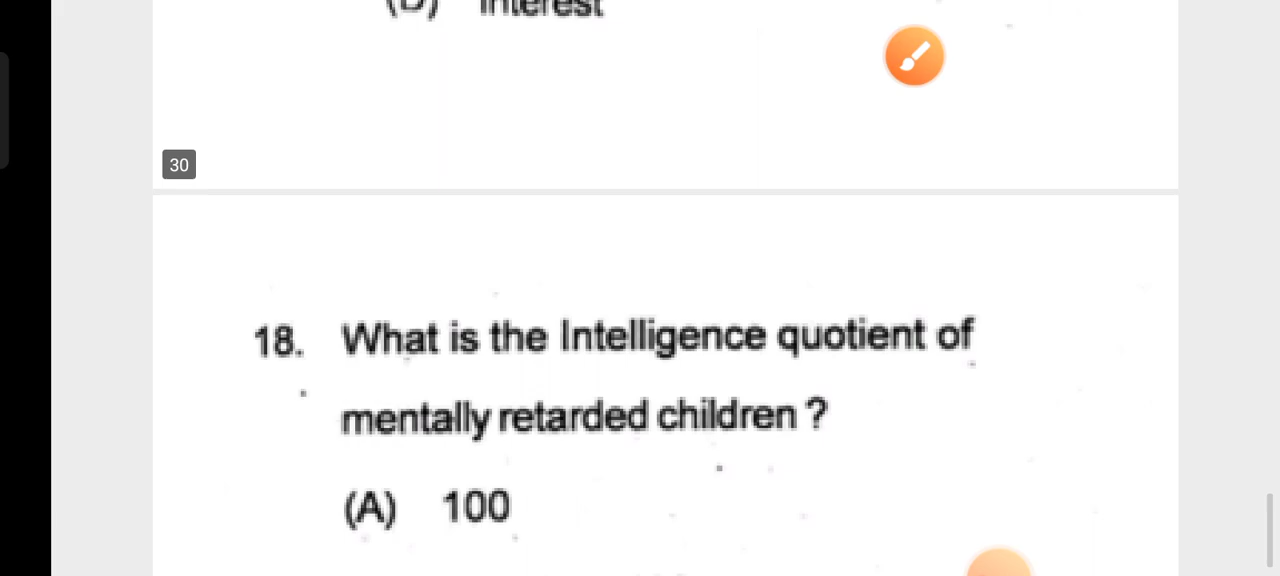 (D) Interest
30
18. What is the Intelligence quotient of
mentally retarded children ?
(A) 100